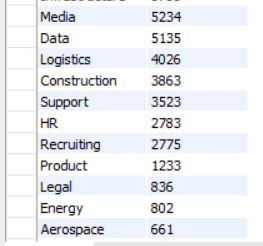 Media 5234
Data 5135
Logistics 4026
Construction 3863
Support 3523
HR 2783
Recruiting 2775
Product 1233
Legal 836
Energy 802
Aerospace 661